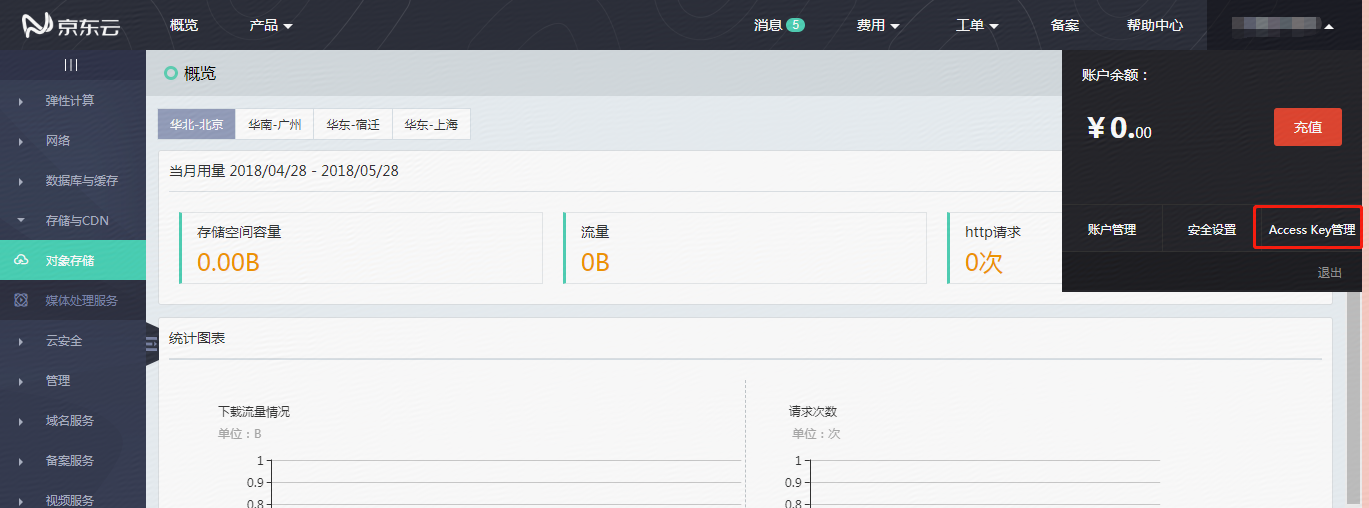 京东云 概览 产品 消息 5 费用 工单 备案 帮助中心
弹性计算
网络
数据库与缓存
存储与CDN
对象存储
媒体处理服务
云安全
管理
域名服务
备案服务
视频服务
概览
华北-北京 华南-广州 华东-宿迁 华东-上海
当月用量 2018/04/28 - 2018/05/28
存储空间容量
0.00B
流量
0B
http请求
0次
账户余额：
￥0.00
充值
账户管理 安全设置 Access Key管理
退出
统计图表
下载流量情况
单位：B
1
0.9
0.8
请求次数
单位：次
1
0.9
0.8